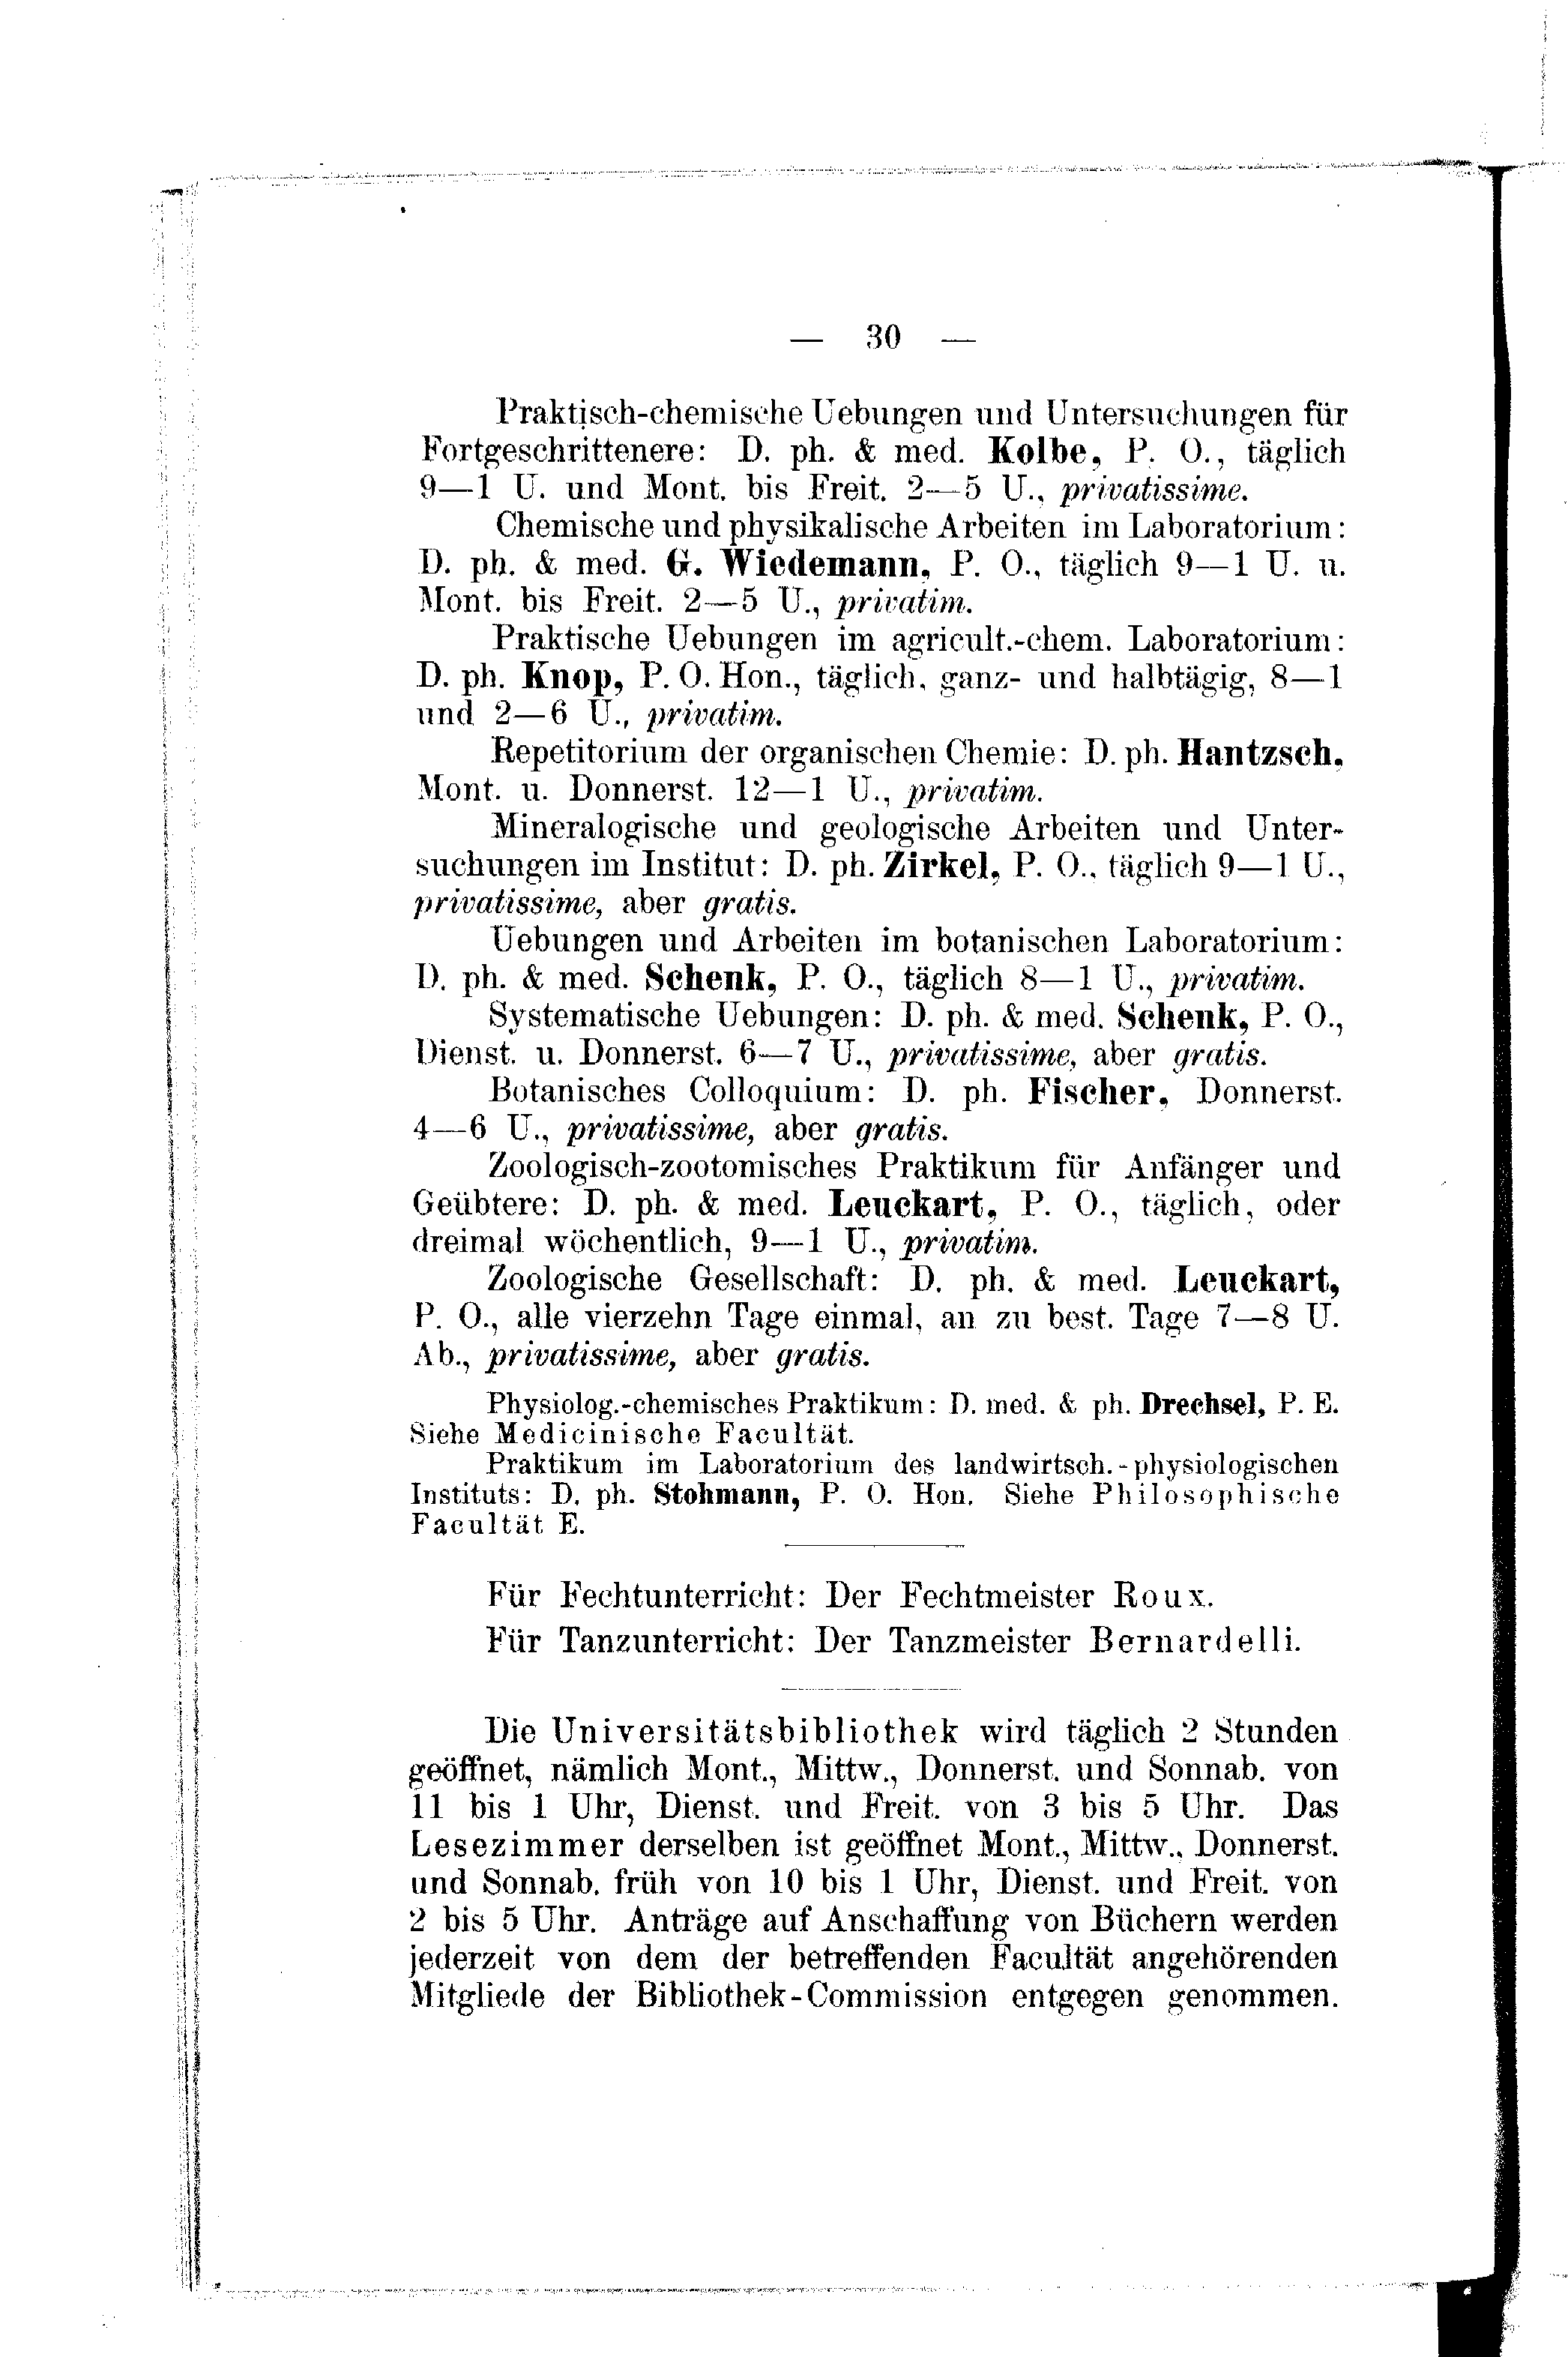 — 30 —
Praktisch-chemische Uebungen und Untersuchungen für
Fortgeschrittenere: D. ph. & med. Kolbe, P. O., täglich
9—1 U. und Mont. bis Freit. 2—5 U., privatissime.
Chemische und physikalische Arbeiten im Laboratorium:
D. ph. & med. G. Wiedemann, P. O., täglich 9—1 U. u.
Mont. bis Freit. 2—5 U., privatim.
Praktische Uebungen im agricult.-chem. Laboratorium:
D. ph. Knop, P. O. Hon., täglich, ganz- und halbtägig, 8—1
und 2—6 U., privatim.
Repetitorium der organischen Chemie: D. ph. Hantzsch,
Mont. u. Donnerst. 12—1 U., privatim.
Mineralogische und geologische Arbeiten und Unter-
suchungen im Institut: D. ph. Zirkel, P. O., täglich 9—1 U.,
privatissime, aber gratis.
Uebungen und Arbeiten im botanischen Laboratorium:
D. ph. & med. Schenk, P. O., täglich 8—1 U., privatim.
Systematische Uebungen: D. ph. & med. Schenk, P. O.,
Dienst. u. Donnerst. 6—7 U., privatissime, aber gratis.
Botanisches Colloquium: D. ph. Fischer, Donnerst.
4—6 U., privatissime, aber gratis.
Zoologisch-zootomisches Praktikum für Anfänger und
Geübtere: D. ph. & med. Leuckart, P. O., täglich, oder
dreimal wöchentlich, 9—1 U., privatim.
Zoologische Gesellschaft: D. ph. & med. Leuckart,
P. O., alle vierzehn Tage einmal, an zu best. Tage 7—8 U.
Ab., privatissime, aber gratis.
Physiolog.-chemisches Praktikum: D. med. & ph. Drechsel, P. E.
Siehe Medicinische Facultät.
Praktikum im Laboratorium des landwirtsch.-physiologischen
Instituts: D. ph. Stohmann, P. O. Hon. Siehe Philosophische
Facultät E.
Für Fechtunterricht: Der Fechtmeister Roux.
Für Tanzunterricht: Der Tanzmeister Bernardelli.
Die Universitätsbibliothek wird täglich 2 Stunden
geöffnet, nämlich Mont., Mittw., Donnerst. und Sonnab. von
11 bis 1 Uhr, Dienst. und Freit. von 3 bis 5 Uhr. Das
Lesezimmer derselben ist geöffnet Mont., Mittw., Donnerst.
und Sonnab. früh von 10 bis 1 Uhr, Dienst. und Freit. von
2 bis 5 Uhr. Anträge auf Anschaffung von Büchern werden
jederzeit von dem der betreffenden Facultät angehörenden
Mitgliede der Bibliothek-Commission entgegen genommen.